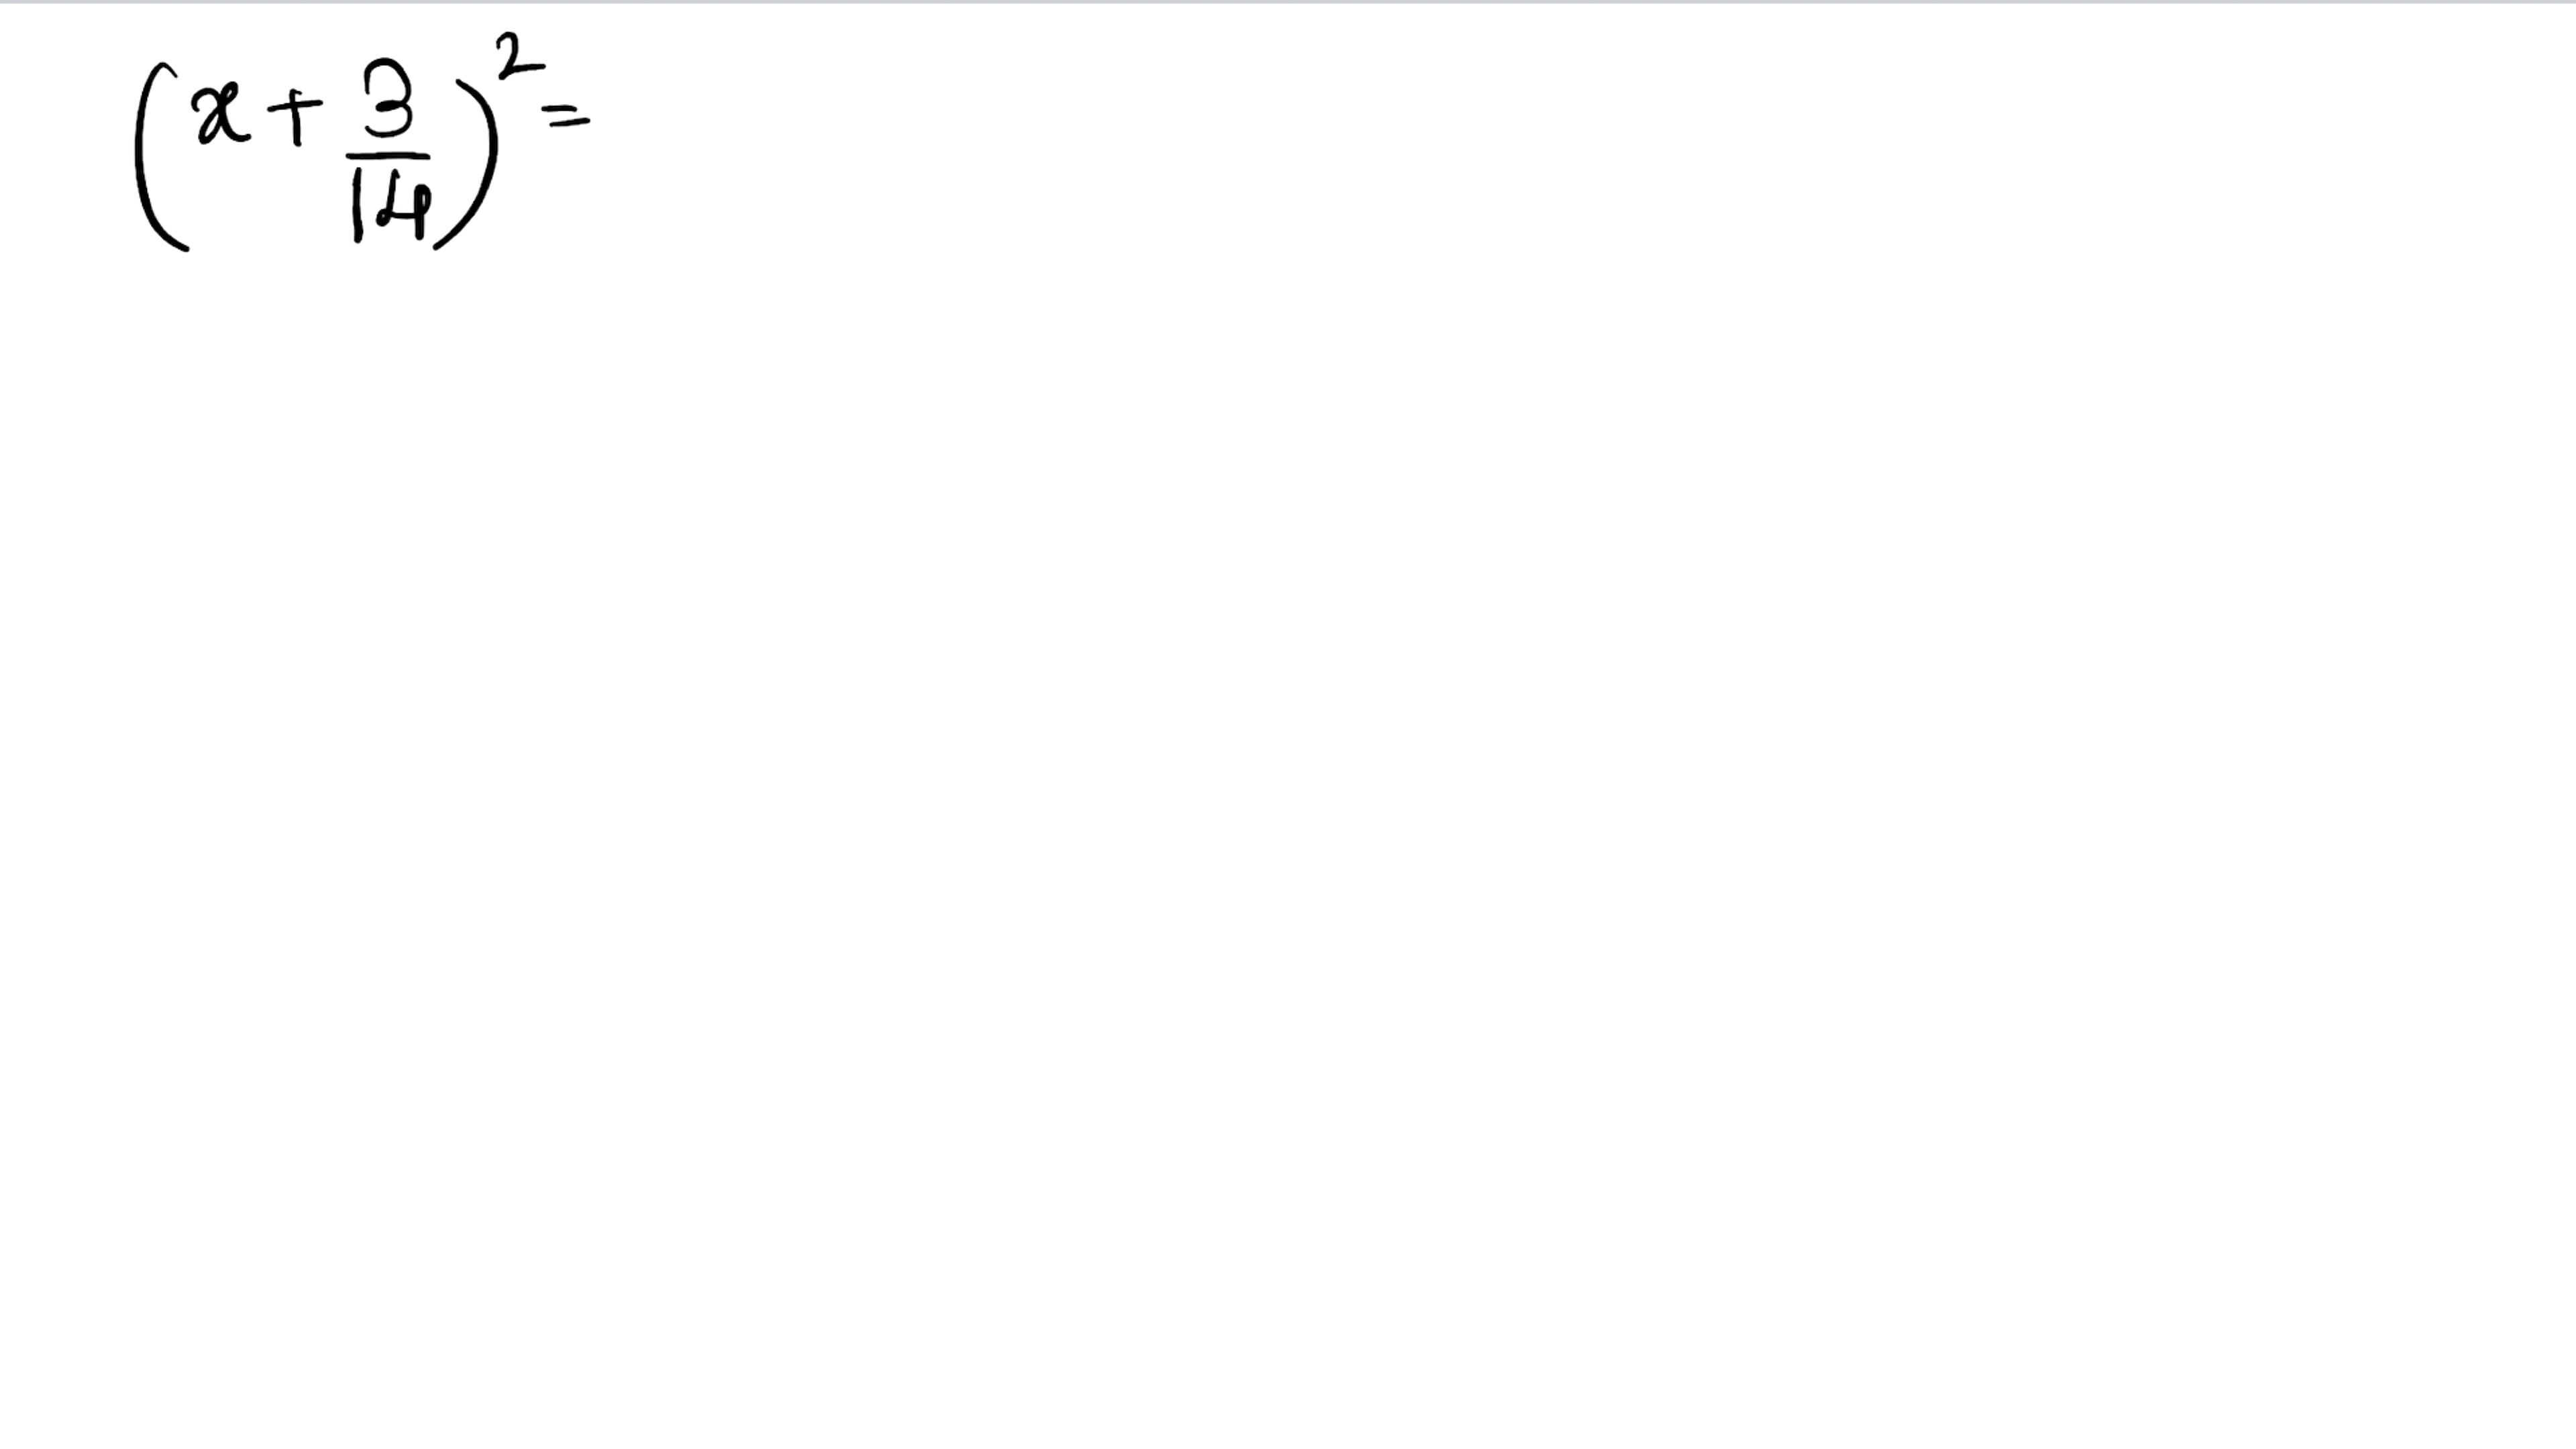 (x + 3/14)² =